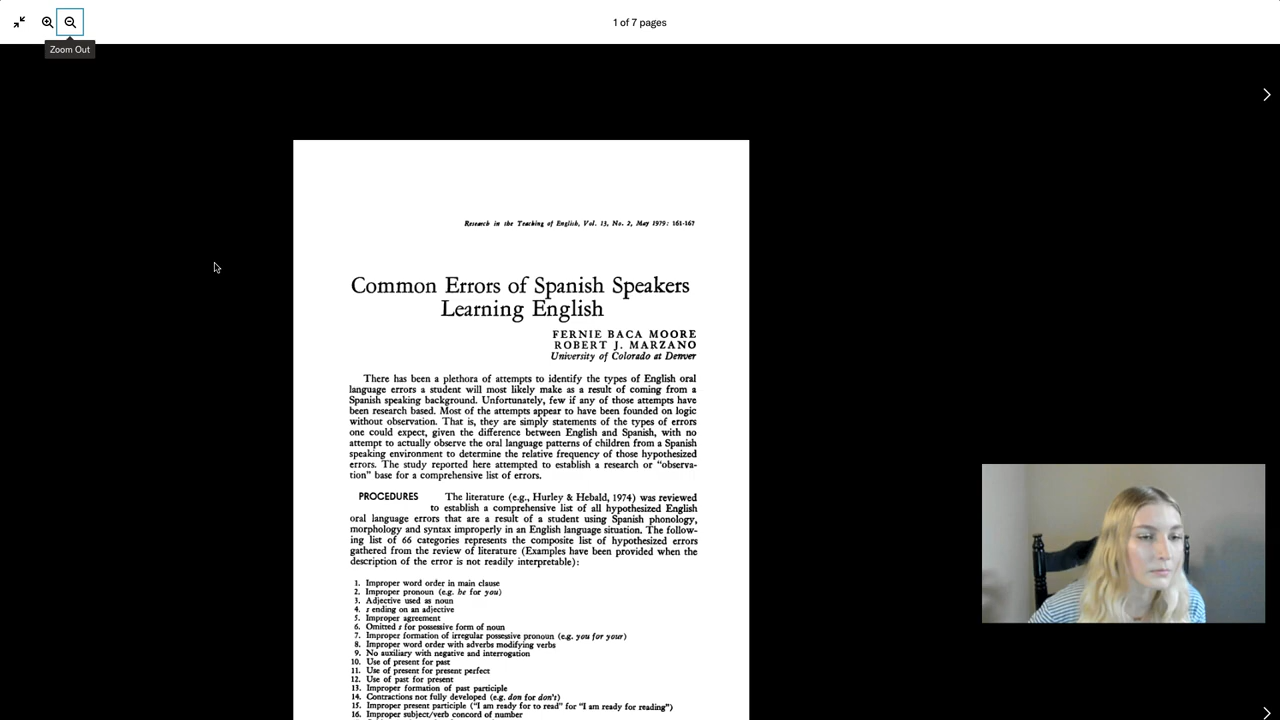 1 of 7 pages
Zoom Out
Research in the Teaching of English, Vol. 13, No. 2, May 1979: 161-167
Common Errors of Spanish Speakers
Learning English
FERNIE BACA MOORE
ROBERT J. MARZANO
University of Colorado at Denver
There has been a plethora of attempts to identify the types of English oral
language errors a student will most likely make as a result of coming from a
Spanish speaking background. Unfortunately, few if any of those attempts have
been research based. Most of the attempts appear to have been founded on logic
without observation. That is, they are simply statements of the types of errors
one could expect, given the difference between English and Spanish, with no
attempt to actually observe the oral language patterns of children from a Spanish
speaking environment to determine the relative frequency of those hypothesized
errors. The study reported here attempted to establish a research or "observa-
tion" base for a comprehensive list of errors.
PROCEDURES The literature (e.g., Hurley & Hebald, 1974) was reviewed
to establish a comprehensive list of all hypothesized English
oral language errors that are a result of a student using Spanish phonology,
morphology and syntax improperly in an English language situation. The follow-
ing list of 66 categories represents the composite list of hypothesized errors
gathered from the review of literature (Examples have been provided when the
description of the error is not readily interpretable):
1. Improper word order in main clause
2. Improper pronoun (e.g. he for you)
3. Adjective used as noun
4. s ending on an adjective
5. Improper agreement
6. Omitted s for possessive form of noun
7. Improper formation of irregular possessive pronoun (e.g. you for your)
8. Improper word order with adverbs modifying verbs
9. No auxiliary with negative and interrogation
10. Use of present for past
11. Use of present for present perfect
12. Use of past for present
13. Improper formation of past participle
14. Contractions not fully developed (e.g. don for don't)
15. Improper present participle ("I am ready for to read" for "I am ready for reading")
16. Improper subject/verb concord of number